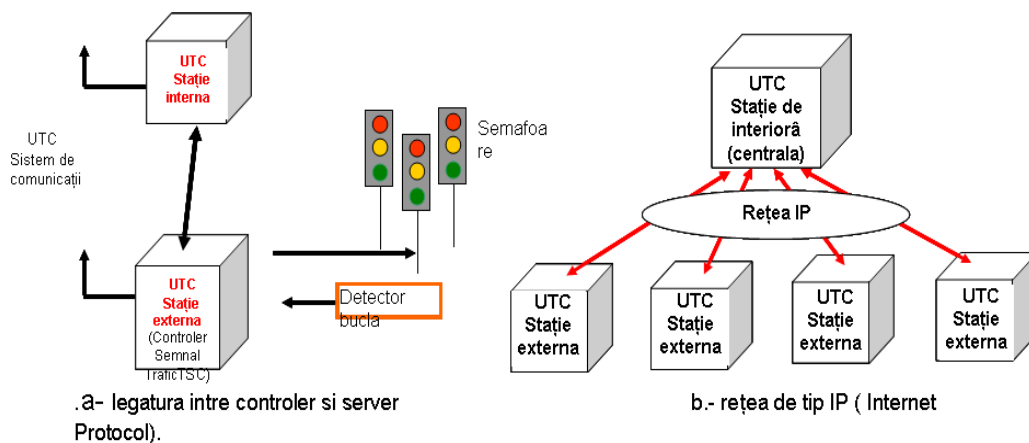 UTC
Stație
interna
UTC
Sistem de
comunicații
Semafoa
re
UTC
Stație
externa
(Controler
Semnal
TraficTSC)
Detector
bucla
.a- legatura intre controler si server
Protocol).
UTC
Stație de
interioră
(centrala)
Rețea IP
UTC
Stație
externa
UTC
Stație
externa
UTC
Stație
externa
UTC
Stație
externa
b.- rețea de tip IP ( Internet